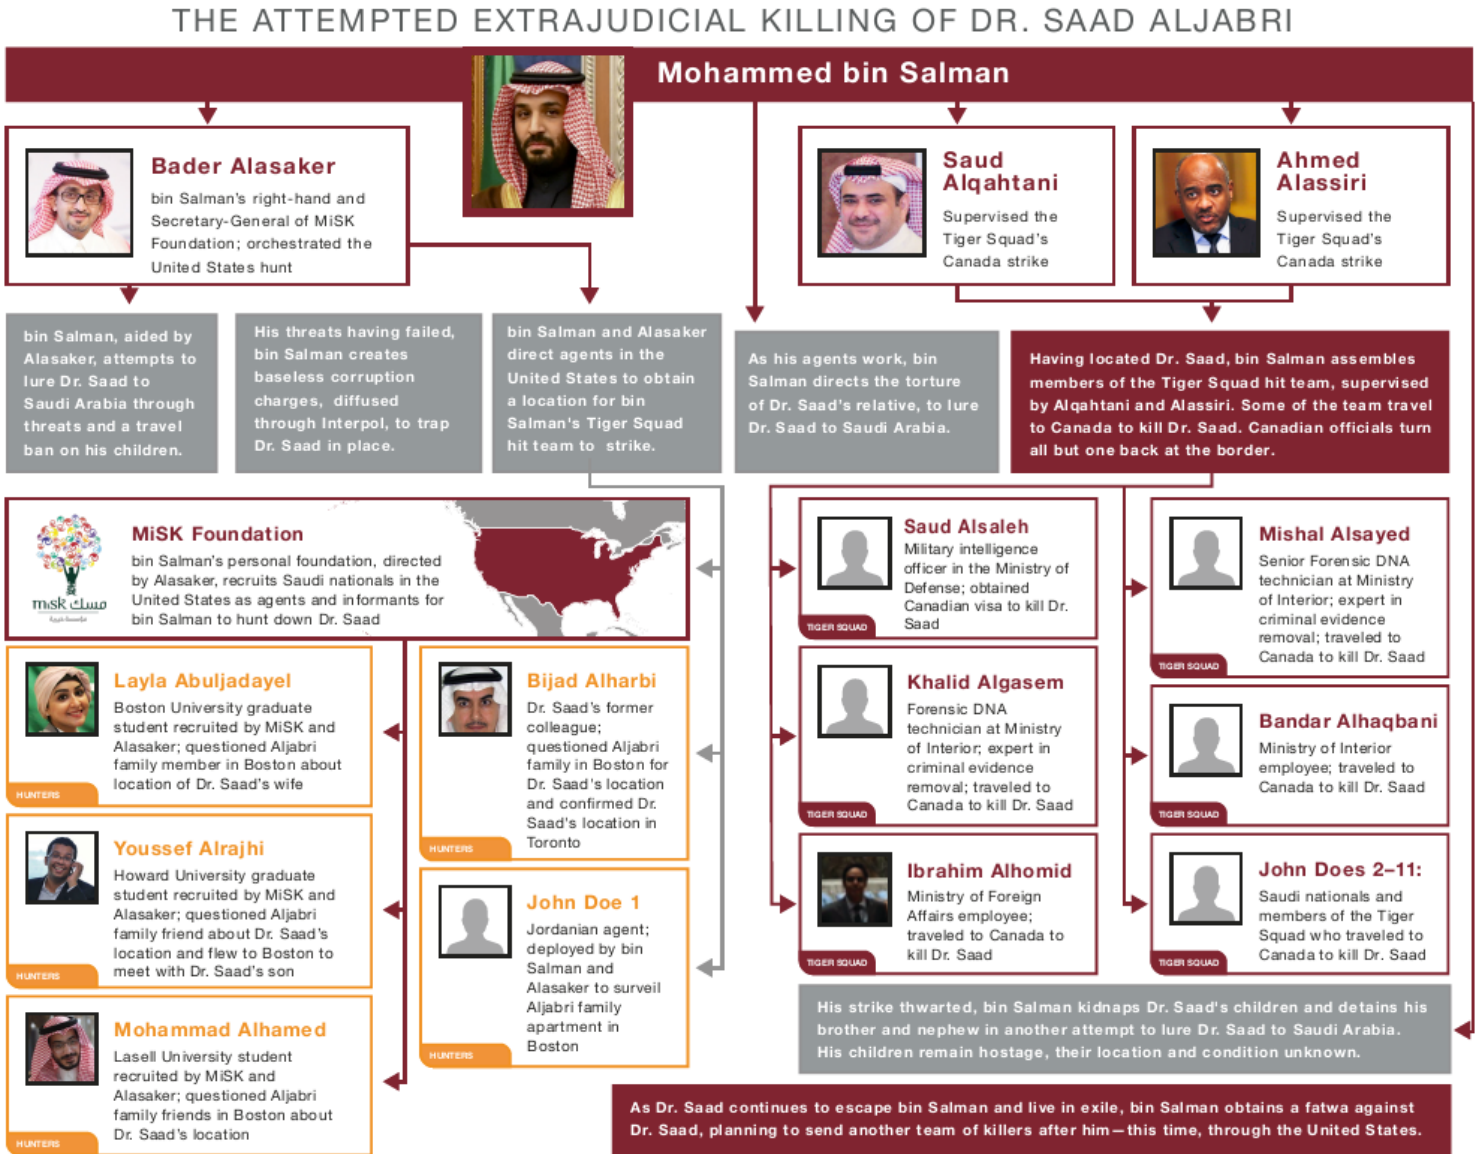 THE ATTEMPTED EXTRAJUDICIAL KILLING OF DR. SAAD ALJABRI
Mohammed bin Salman
Bader Alasaker
bin Salman's right-hand and
Secretary-General of MiSK
Foundation; orchestrated the
United States hunt
Saud
Alqahtani
Supervised the
Tiger Squad's
Canada strike
Ahmed
Alassiri
Supervised the
Tiger Squad's
Canada strike
bin Salman, aided by
Alasaker, attempts to
lure Dr. Saad to
Saudi Arabia through
threats and a travel
ban on his children.
His threats having failed,
bin Salman creates
baseless corruption
charges, diffused
through Interpol, to trap
Dr. Saad in place.
bin Salman and Alasaker
direct agents in the
United States to obtain
a location for bin
Salman's Tiger Squad
hit team to strike.
As his agents work, bin
Salman directs the torture
of Dr. Saad's relative, to lure
Dr. Saad to Saudi Arabia.
Having located Dr. Saad, bin Salman assembles
members of the Tiger Squad hit team, supervised
by Alqahtani and Alassiri. Some of the team travel
to Canada to kill Dr. Saad. Canadian officials turn
all but one back at the border.
misk مسك
MiSK Foundation
bin Salman's personal foundation, directed
by Alasaker, recruits Saudi nationals in the
United States as agents and informants for
bin Salman to hunt down Dr. Saad
Layla Abuljadayel
Boston University graduate
student recruited by MiSK and
Alasaker; questioned Aljabri
family member in Boston about
location of Dr. Saad's wife
HUNTERS
Youssef Alrajhi
Howard University graduate
student recruited by MiSK and
Alasaker; questioned Aljabri
family friend about Dr. Saad's
location and flew to Boston to
meet with Dr. Saad's son
HUNTERS
Mohammad Alhamed
Lasell University student
recruited by MiSK and
Alasaker; questioned Aljabri
family friends in Boston about
Dr. Saad's location
HUNTERS
Bijad Alharbi
Dr. Saad's former
colleague;
questioned Aljabri
family in Boston for
Dr. Saad's location
and confirmed Dr.
Saad's location in
Toronto
HUNTERS
John Doe 1
Jordanian agent;
deployed by bin
Salman and
Alasaker to surveil
Aljabri family
apartment in
Boston
HUNTERS
Saud Alsaleh
Military intelligence
officer in the Ministry of
Defense; obtained
Canadian visa to kill Dr.
Saad
TIGER SQUAD
Khalid Algasem
Forensic DNA
technician at Ministry
of Interior; expert in
criminal evidence
removal; traveled to
Canada to kill Dr. Saad
TIGER SQUAD
Ibrahim Alhomid
Ministry of Foreign
Affairs employee;
traveled to Canada to
kill Dr. Saad
TIGER SQUAD
Mishal Alsayed
Senior Forensic DNA
technician at Ministry
of Interior; expert in
criminal evidence
removal; traveled to
Canada to kill Dr. Saad
TIGER SQUAD
Bandar Alhaqbani
Ministry of Interior
employee; traveled to
Canada to kill Dr. Saad
TIGER SQUAD
John Does 2–11:
Saudi nationals and
members of the Tiger
Squad who traveled to
Canada to kill Dr. Saad
TIGER SQUAD
His strike thwarted, bin Salman kidnaps Dr. Saad's children and detains his
brother and nephew in another attempt to lure Dr. Saad to Saudi Arabia.
His children remain hostage, their location and condition unknown.
As Dr. Saad continues to escape bin Salman and live in exile, bin Salman obtains a fatwa against
Dr. Saad, planning to send another team of killers after him—this time, through the United States.